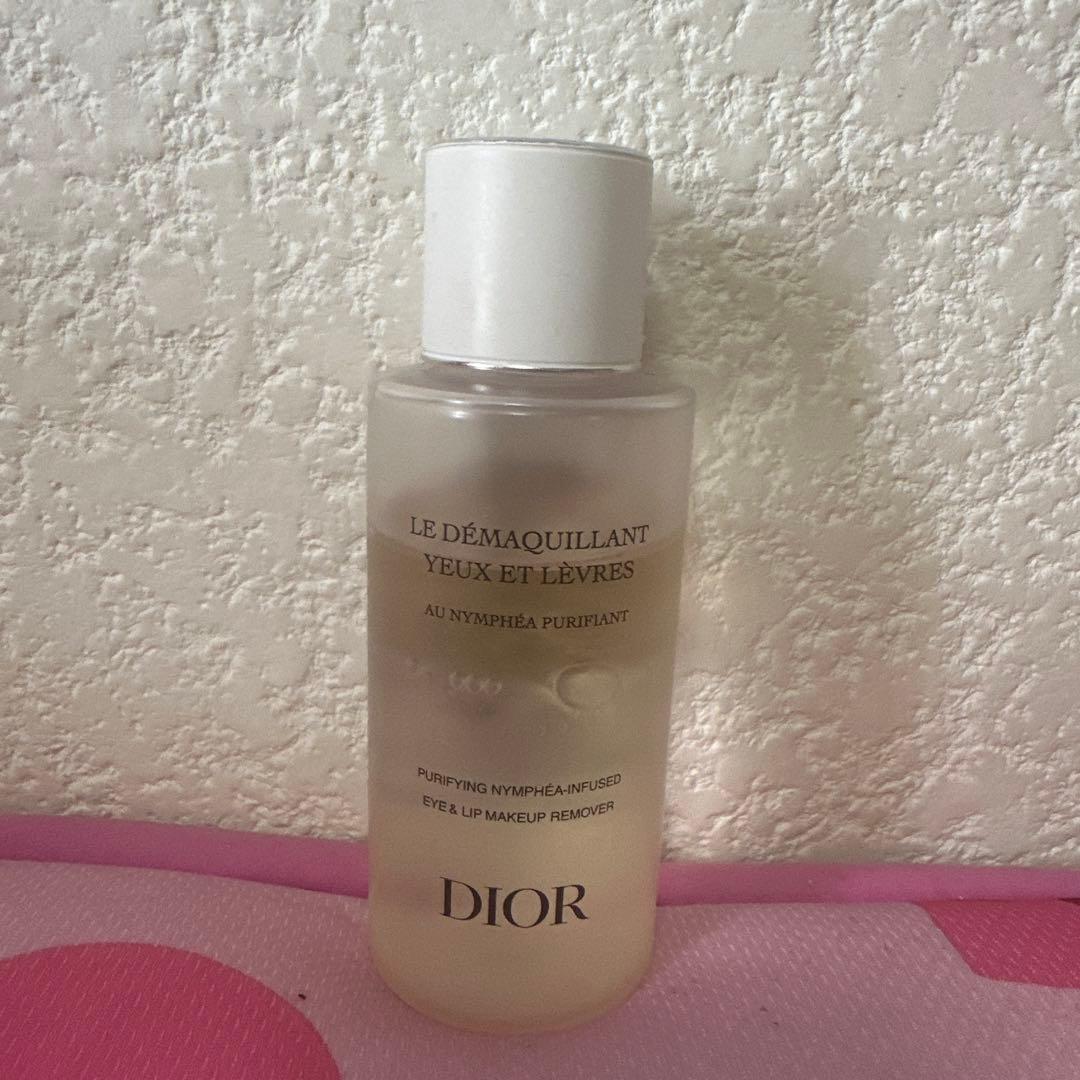 LE DÉMAQUILLANT
YEUX ET LÈVRES
AU NYMPHÉA PURIFIANT
PURIFYING NYMPHÉA-INFUSED
EYE & LIP MAKEUP REMOVER
DIOR